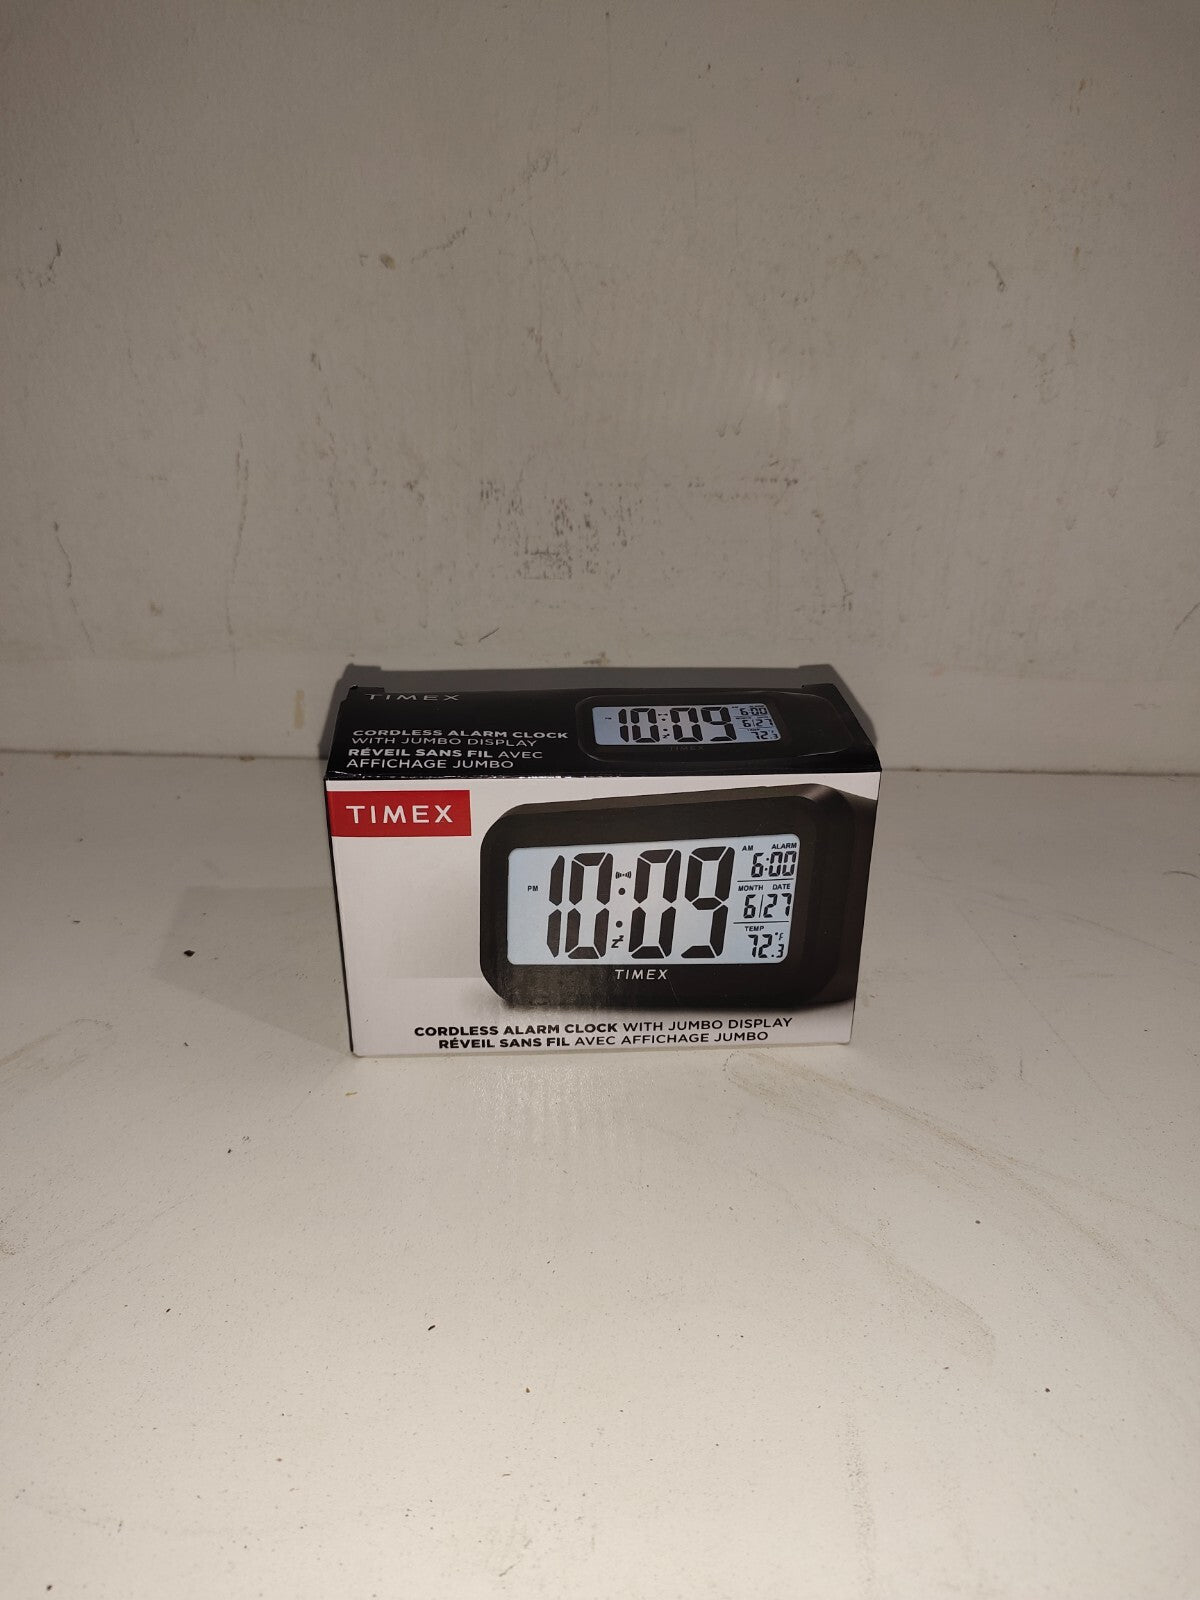 TIMEX
CORDLESS ALARM CLOCK
WITH JUMBO DISPLAY
RÉVEIL SANS FIL AVEC
AFFICHAGE JUMBO
10:09
6:00
6|27
72.3
TIMEX
TIMEX
AM ALARM
6:00
PM
10:09
MONTH DATE
6|27
TEMP
72.3°F
TIMEX
CORDLESS ALARM CLOCK WITH JUMBO DISPLAY
RÉVEIL SANS FIL AVEC AFFICHAGE JUMBO